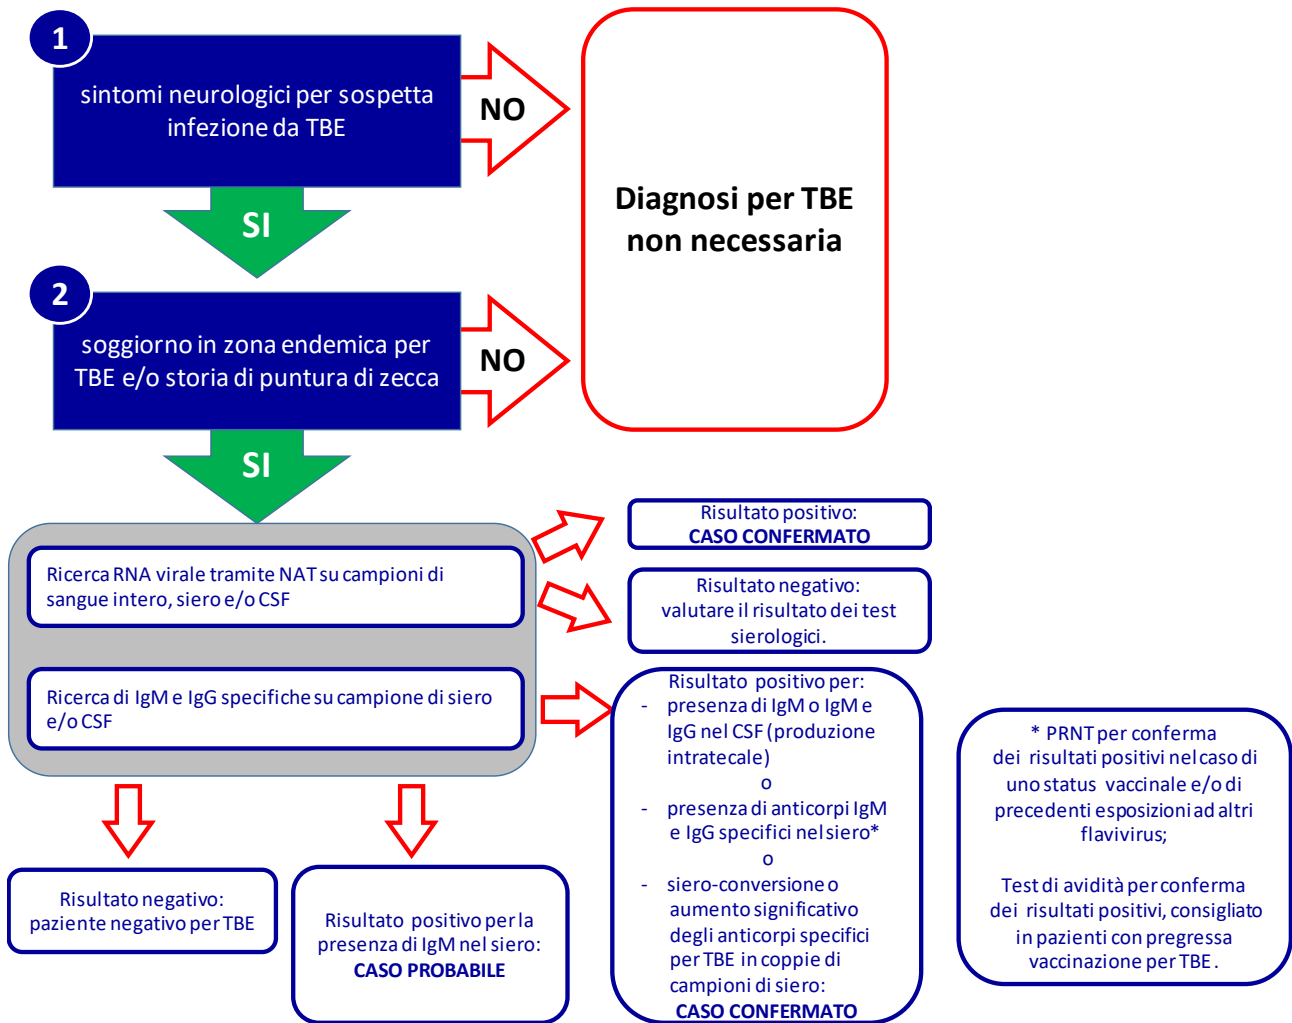 1
sintomi neurologici per sospetta
infezione da TBE
NO
SI
Diagnosi per TBE
non necessaria
2
soggiorno in zona endemica per
TBE e/o storia di puntura di zecca
NO
SI
Ricerca RNA virale tramite NAT su campioni di
sangue intero, siero e/o CSF
Ricerca di IgM e IgG specifiche su campione di siero
e/o CSF
Risultato positivo:
CASO CONFERMATO
Risultato negativo:
valutare il risultato dei test
sierologici.
Risultato positivo per:
- presenza di IgM o IgM e
IgG nel CSF (produzione
intratecale)
o
- presenza di anticorpi IgM
e IgG specifici nel siero*
o
- siero-conversione o
aumento significativo
degli anticorpi specifici
per TBE in coppie di
campioni di siero:
CASO CONFERMATO
* PRNT per conferma
dei risultati positivi nel caso di
uno status vaccinale e/o di
precedenti esposizioni ad altri
flavivirus;
Test di avidità per conferma
dei risultati positivi, consigliato
in pazienti con pregressa
vaccinazione per TBE.
Risultato negativo:
paziente negativo per TBE
Risultato positivo per la
presenza di IgM nel siero:
CASO PROBABILE